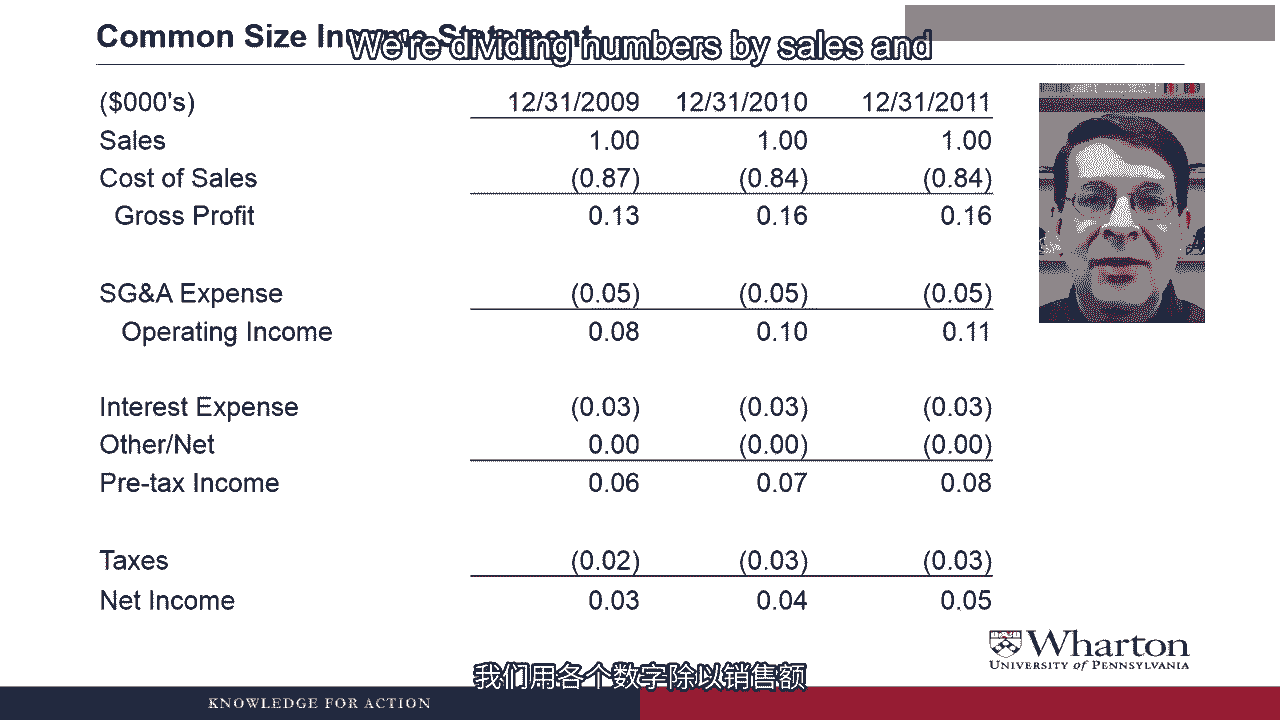 Common Size Income Statement
We're dividing numbers by sales and
($000's) 12/31/2009 12/31/2010 12/31/2011
Sales 1.00 1.00 1.00
Cost of Sales (0.87) (0.84) (0.84)
Gross Profit 0.13 0.16 0.16
SG&A Expense (0.05) (0.05) (0.05)
Operating Income 0.08 0.10 0.11
Interest Expense (0.03) (0.03) (0.03)
Other/Net 0.00 (0.00) (0.00)
Pre-tax Income 0.06 0.07 0.08
Taxes (0.02) (0.03) (0.03)
Net Income 0.03 0.04 0.05
Wharton
UNIVERSITY of PENNSYLVANIA
我们用各个数字除以销售额
KNOWLEDGE FOR ACTION